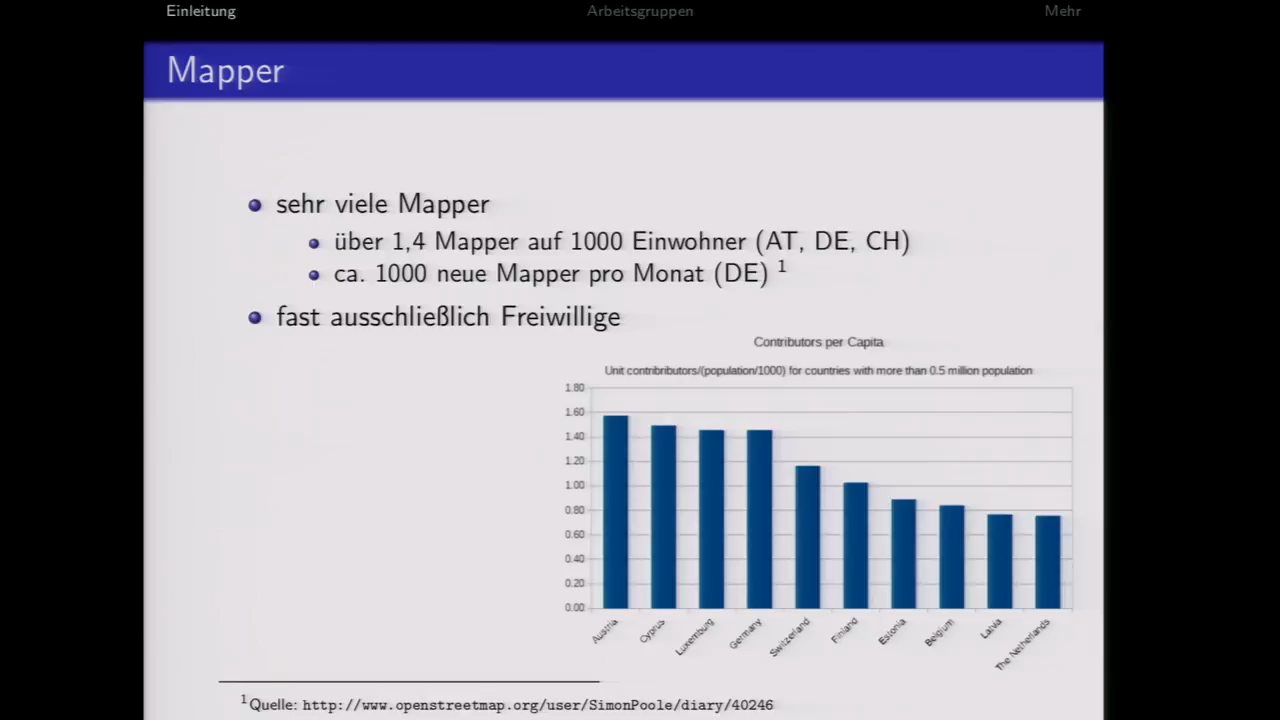 Einleitung Arbeitsgruppen Mehr
Mapper
sehr viele Mapper
über 1,4 Mapper auf 1000 Einwohner (AT, DE, CH)
ca. 1000 neue Mapper pro Monat (DE) 1
fast ausschließlich Freiwillige
Contributors per Capita
Unit contribributors/(population/1000) for countries with more than 0.5 million population
1.80
1.60
1.40
1.20
1.00
0.80
0.60
0.40
0.20
0.00
Austria Cyprus Luxemburg Germany Switzerland Finland Estonia Belgium Latvia The Netherlands
1Quelle: http://www.openstreetmap.org/user/SimonPoole/diary/40246